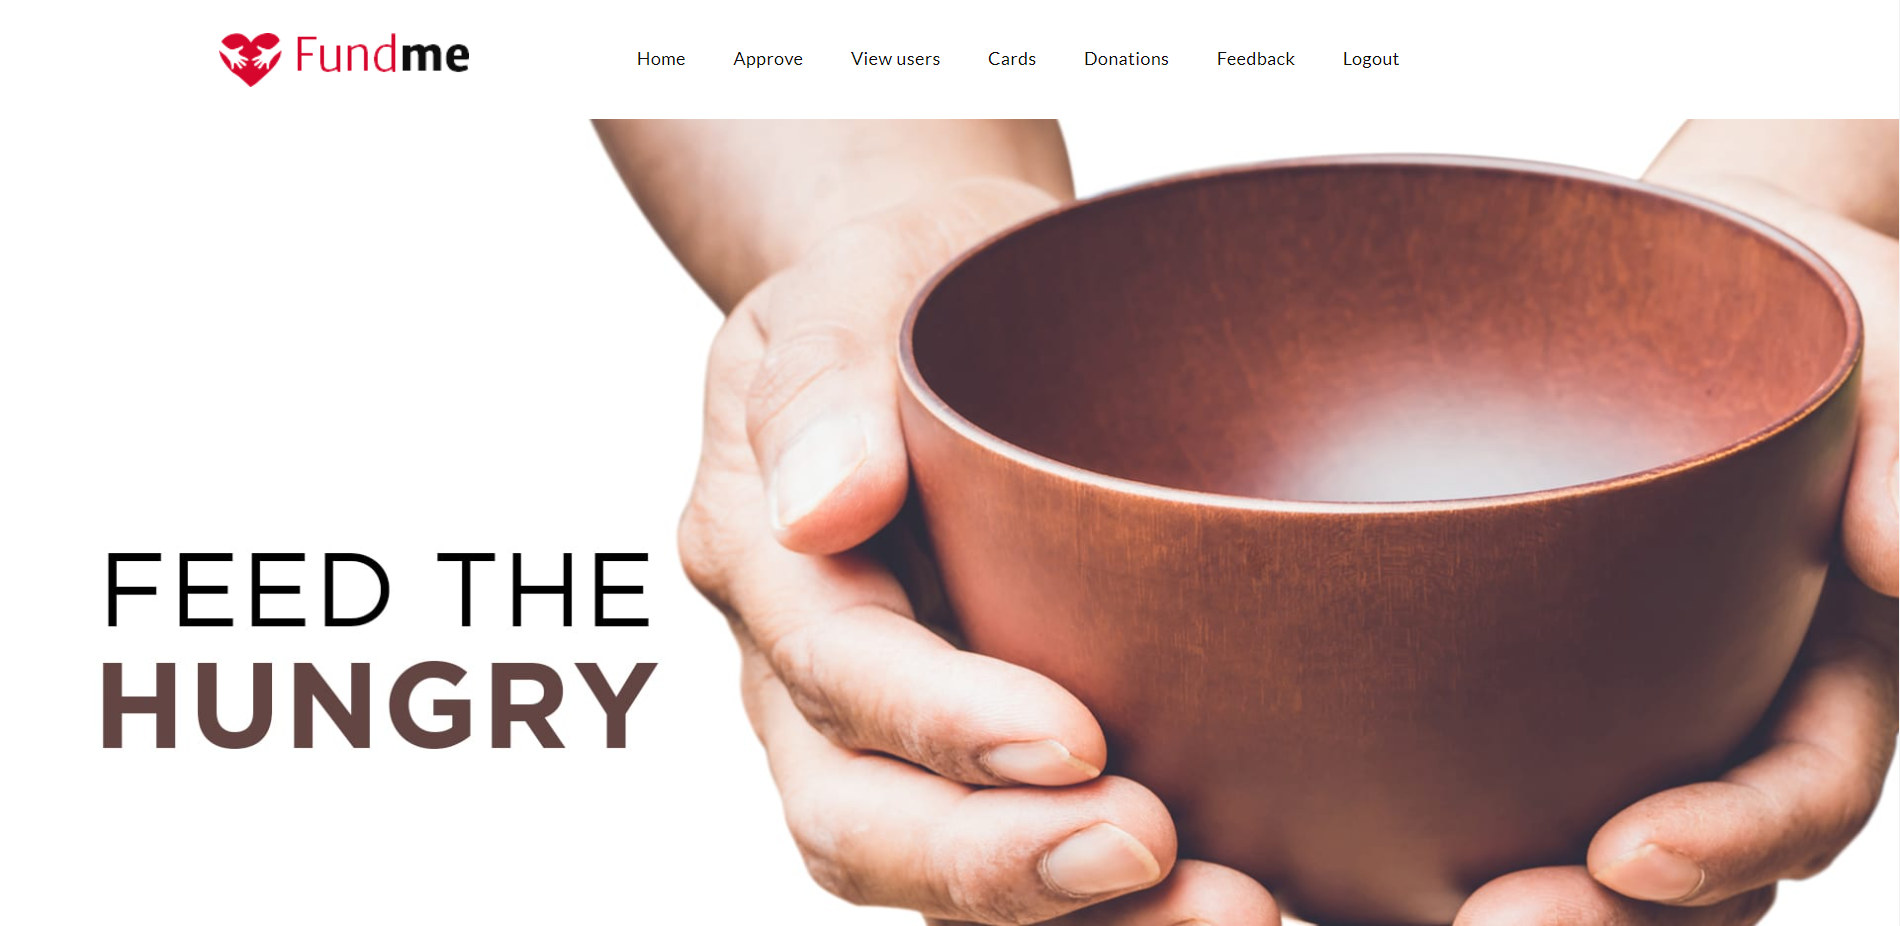 Fundme
Home Approve View users Cards Donations Feedback Logout
FEED THE
HUNGRY